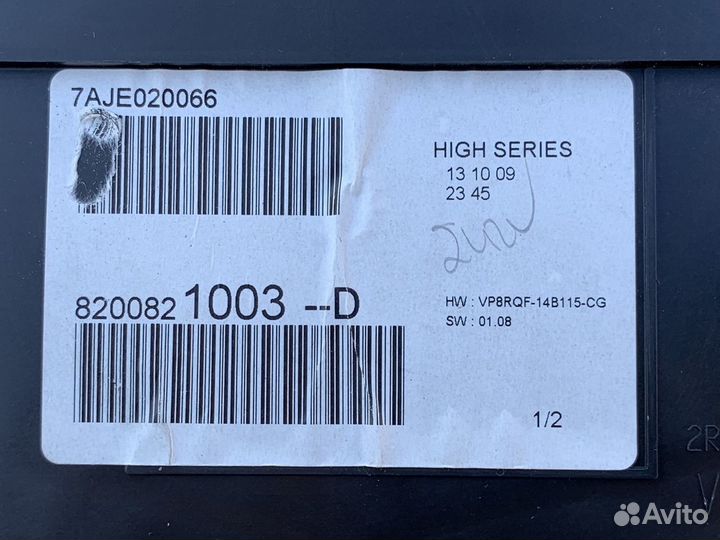 7AJE020066
HIGH SERIES
13 10 09
23 45
8200821003 --D
HW : VP8RQF-14B115-CG
SW : 01.08
1/2
2R
V
Avito